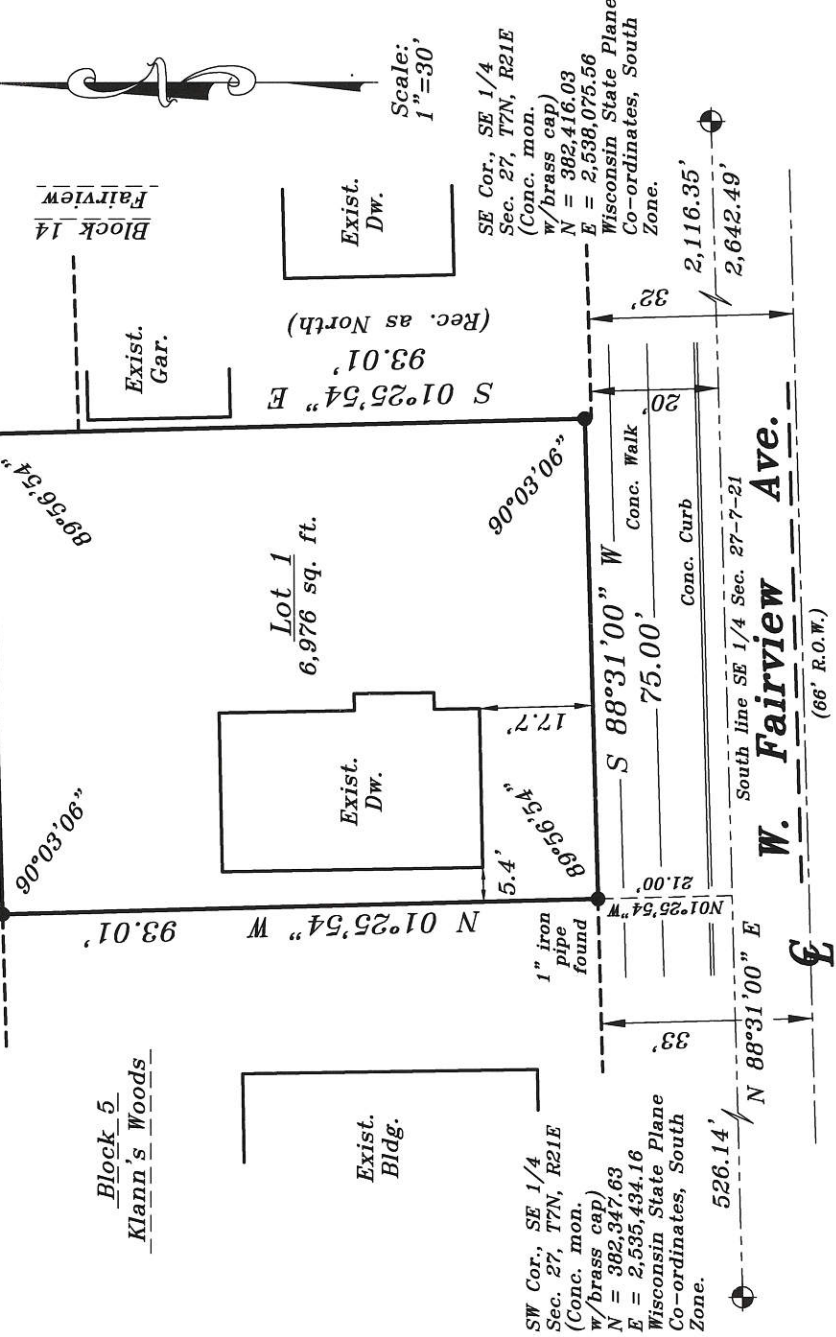 Block 14
Fairview
Scale:
1"=30'
Exist.
Gar.
Exist.
Dw.
S 01°25'54" E
93.01'
(Rec. as North)
89°56'54"
90°03'06"
Lot 1
6,976 sq. ft.
90°03'06"
89°56'54"
Exist.
Dw.
17.7'
5.4'
N 01°25'54" W
93.01'
1" iron
pipe
found
Block 5
Klann's Woods
Exist.
Bldg.
SE Cor., SE 1/4
Sec. 27, T7N, R21E
(Conc. mon.
w/brass cap)
N = 382,416.03
E = 2,538,075.56
Wisconsin State Plane
Co-ordinates, South
Zone.
S 88°31'00" W
75.00'
Conc. Walk
Conc. Curb
20'
32'
2,116.35'
2,642.49'
N01°25'54"W
21.00'
33'
South line SE 1/4 Sec. 27-7-21
N 88°31'00" E
W. Fairview Ave.
(66' R.O.W.)
CL
526.14'
SW Cor., SE 1/4
Sec. 27, T7N, R21E
(Conc. mon.
w/brass cap)
N = 382,347.63
E = 2,535,434.16
Wisconsin State Plane
Co-ordinates, South
Zone.